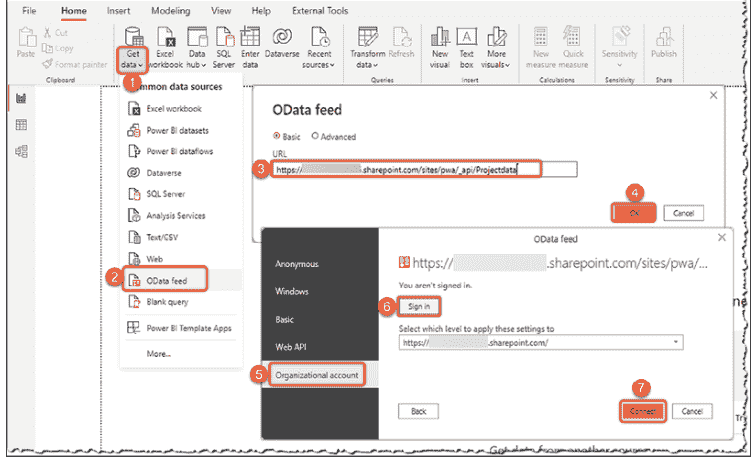 File Home Insert Modeling View Help External Tools
Cut
Copy
Format painter
Paste
Clipboard
Get data
Excel workbook
Data hub
SQL Server
Enter data
Dataverse
Recent sources
Transform data
Refresh
Queries
New visual
Text box
More visuals
Insert
New measure
Quick measure
Calculations
Sensitivity
Sensitivity
Publish
Share
1
Common data sources
Excel workbook
Power BI datasets
Power BI dataflows
Dataverse
SQL Server
Analysis Services
Text/CSV
Web
2
OData feed
Blank query
Power BI Template Apps
More...
OData feed
Basic Advanced
URL
3
https:// .sharepoint.com/sites/pwa/_api/Projectdata
4
OK Cancel
OData feed
Anonymous
Windows
Basic
Web API
5
Organizational account
https:// .sharepoint.com/sites/pwa/...
You aren't signed in.
6
Sign in
Select which level to apply these settings to
https:// .sharepoint.com/
7
Back Connect Cancel
Get data from another